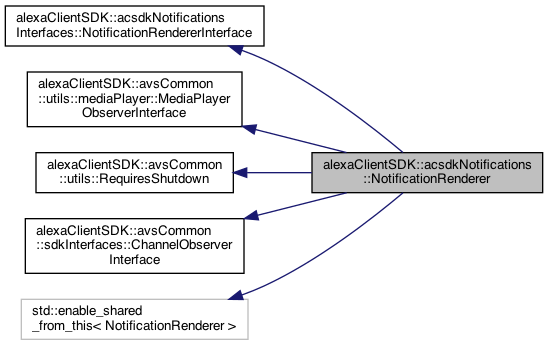 alexaClientSDK::acsdkNotifications
Interfaces::NotificationRendererInterface
alexaClientSDK::avsCommon
::utils::mediaPlayer::MediaPlayer
ObserverInterface
alexaClientSDK::avsCommon
::utils::RequiresShutdown
alexaClientSDK::avsCommon
::sdkInterfaces::ChannelObserver
Interface
std::enable_shared
_from_this< NotificationRenderer >
alexaClientSDK::acsdkNotifications
::NotificationRenderer